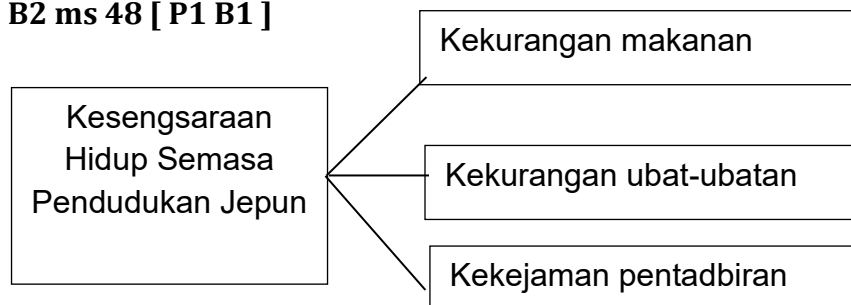 B2 ms 48 [ P1 B1 ]
Kekurangan makanan
Kesengsaraan
Hidup Semasa
Pendudukan Jepun
Kekurangan ubat-ubatan
Kekejaman pentadbiran